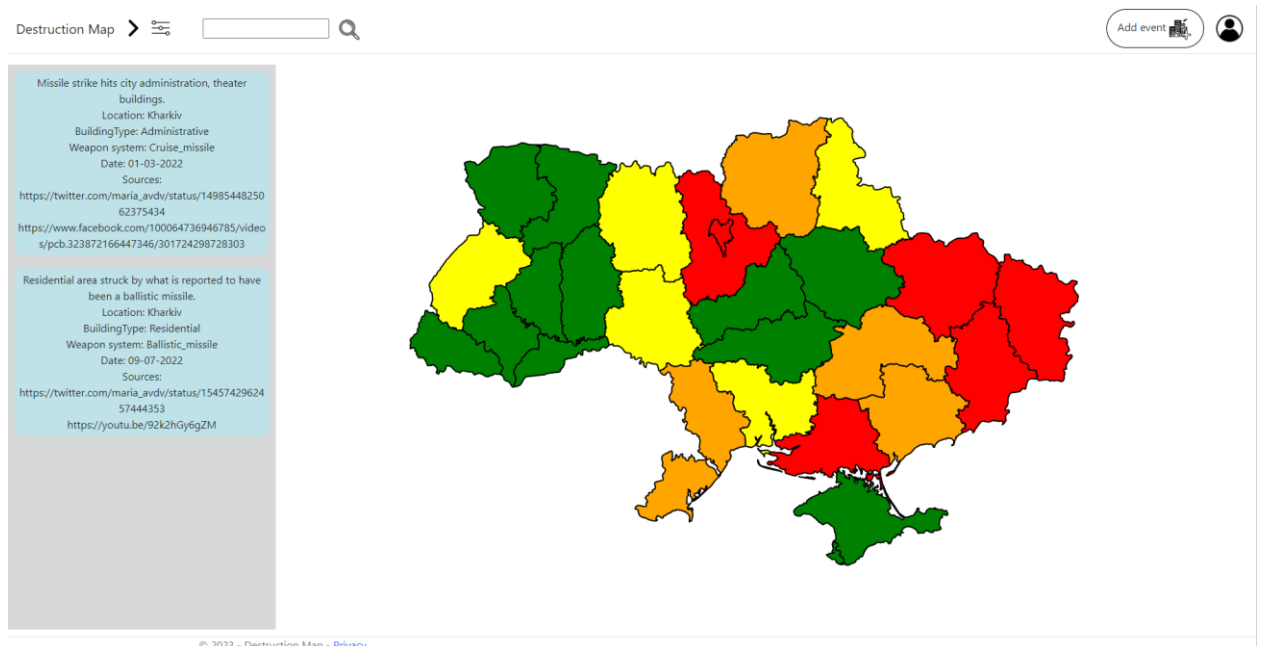 Destruction Map
Add event
Missile strike hits city administration, theater
buildings.
Location: Kharkiv
BuildingType: Administrative
Weapon system: Cruise_missile
Date: 01-03-2022
Sources:
https://twitter.com/maria_avdv/status/14985448250
62375434
https://www.facebook.com/100064736946785/video
s/pcb.323872166447346/301724298728303
Residential area struck by what is reported to have
been a ballistic missile.
Location: Kharkiv
BuildingType: Residential
Weapon system: Ballistic_missile
Date: 09-07-2022
Sources:
https://twitter.com/maria_avdv/status/15457429624
57444353
https://youtu.be/92k2hGy6gZM
© 2023 - Destruction Map - Privacy